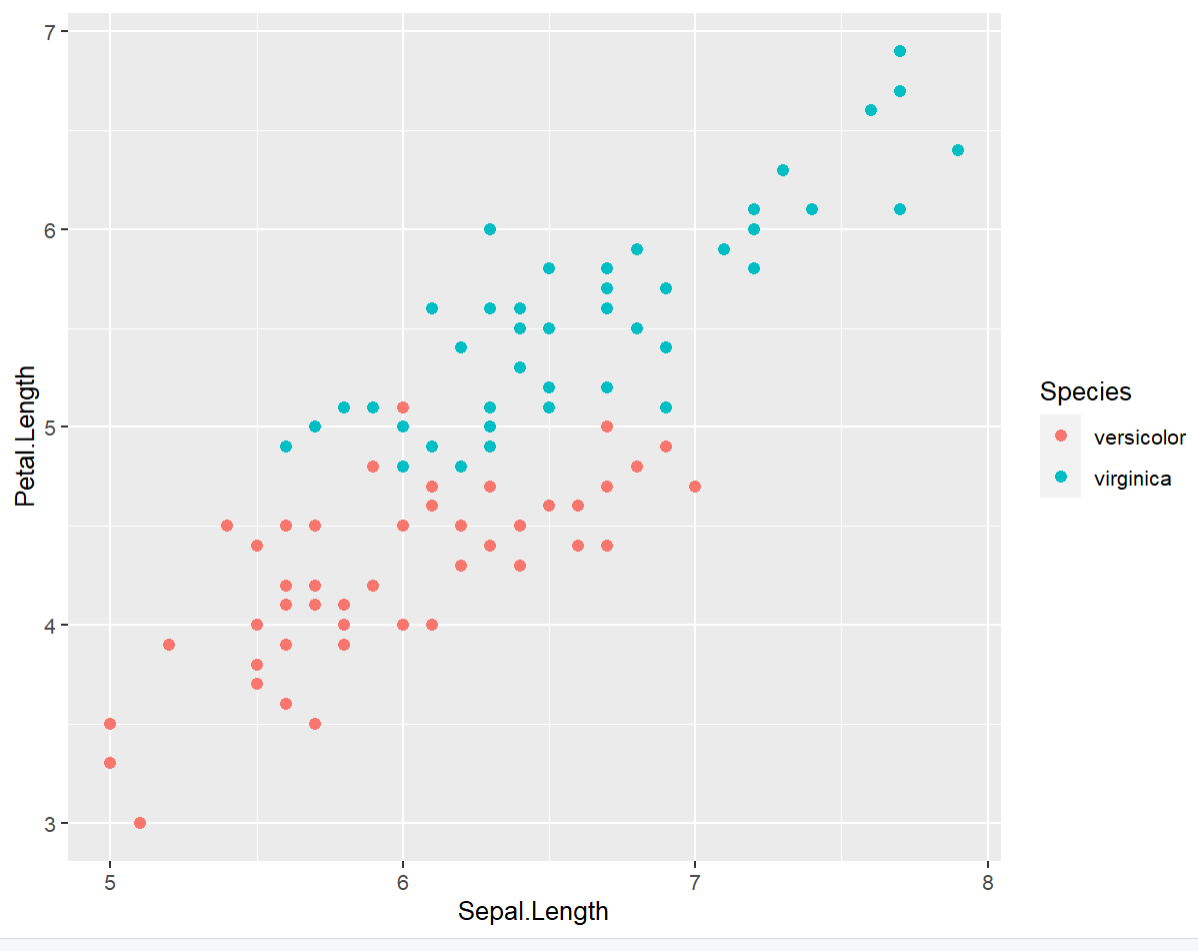 7
6
5
4
3
Petal.Length
5 6 7 8
Sepal.Length
Species
versicolor
virginica